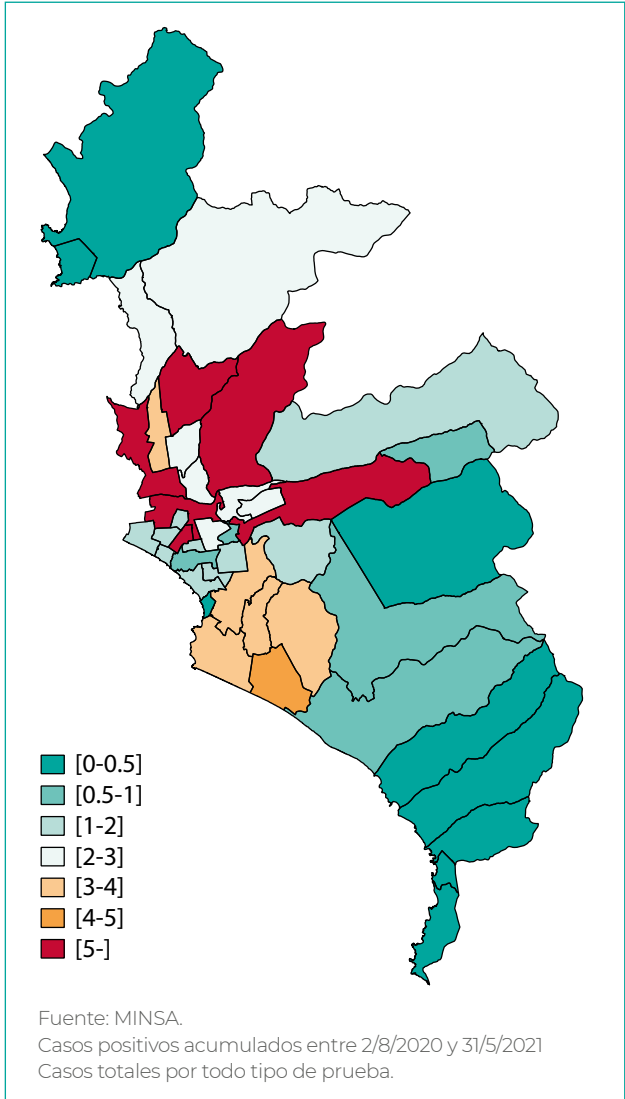 [0-0.5]
[0.5-1]
[1-2]
[2-3]
[3-4]
[4-5]
[5-]
Fuente: MINSA.
Casos positivos acumulados entre 2/8/2020 y 31/5/2021
Casos totales por todo tipo de prueba.